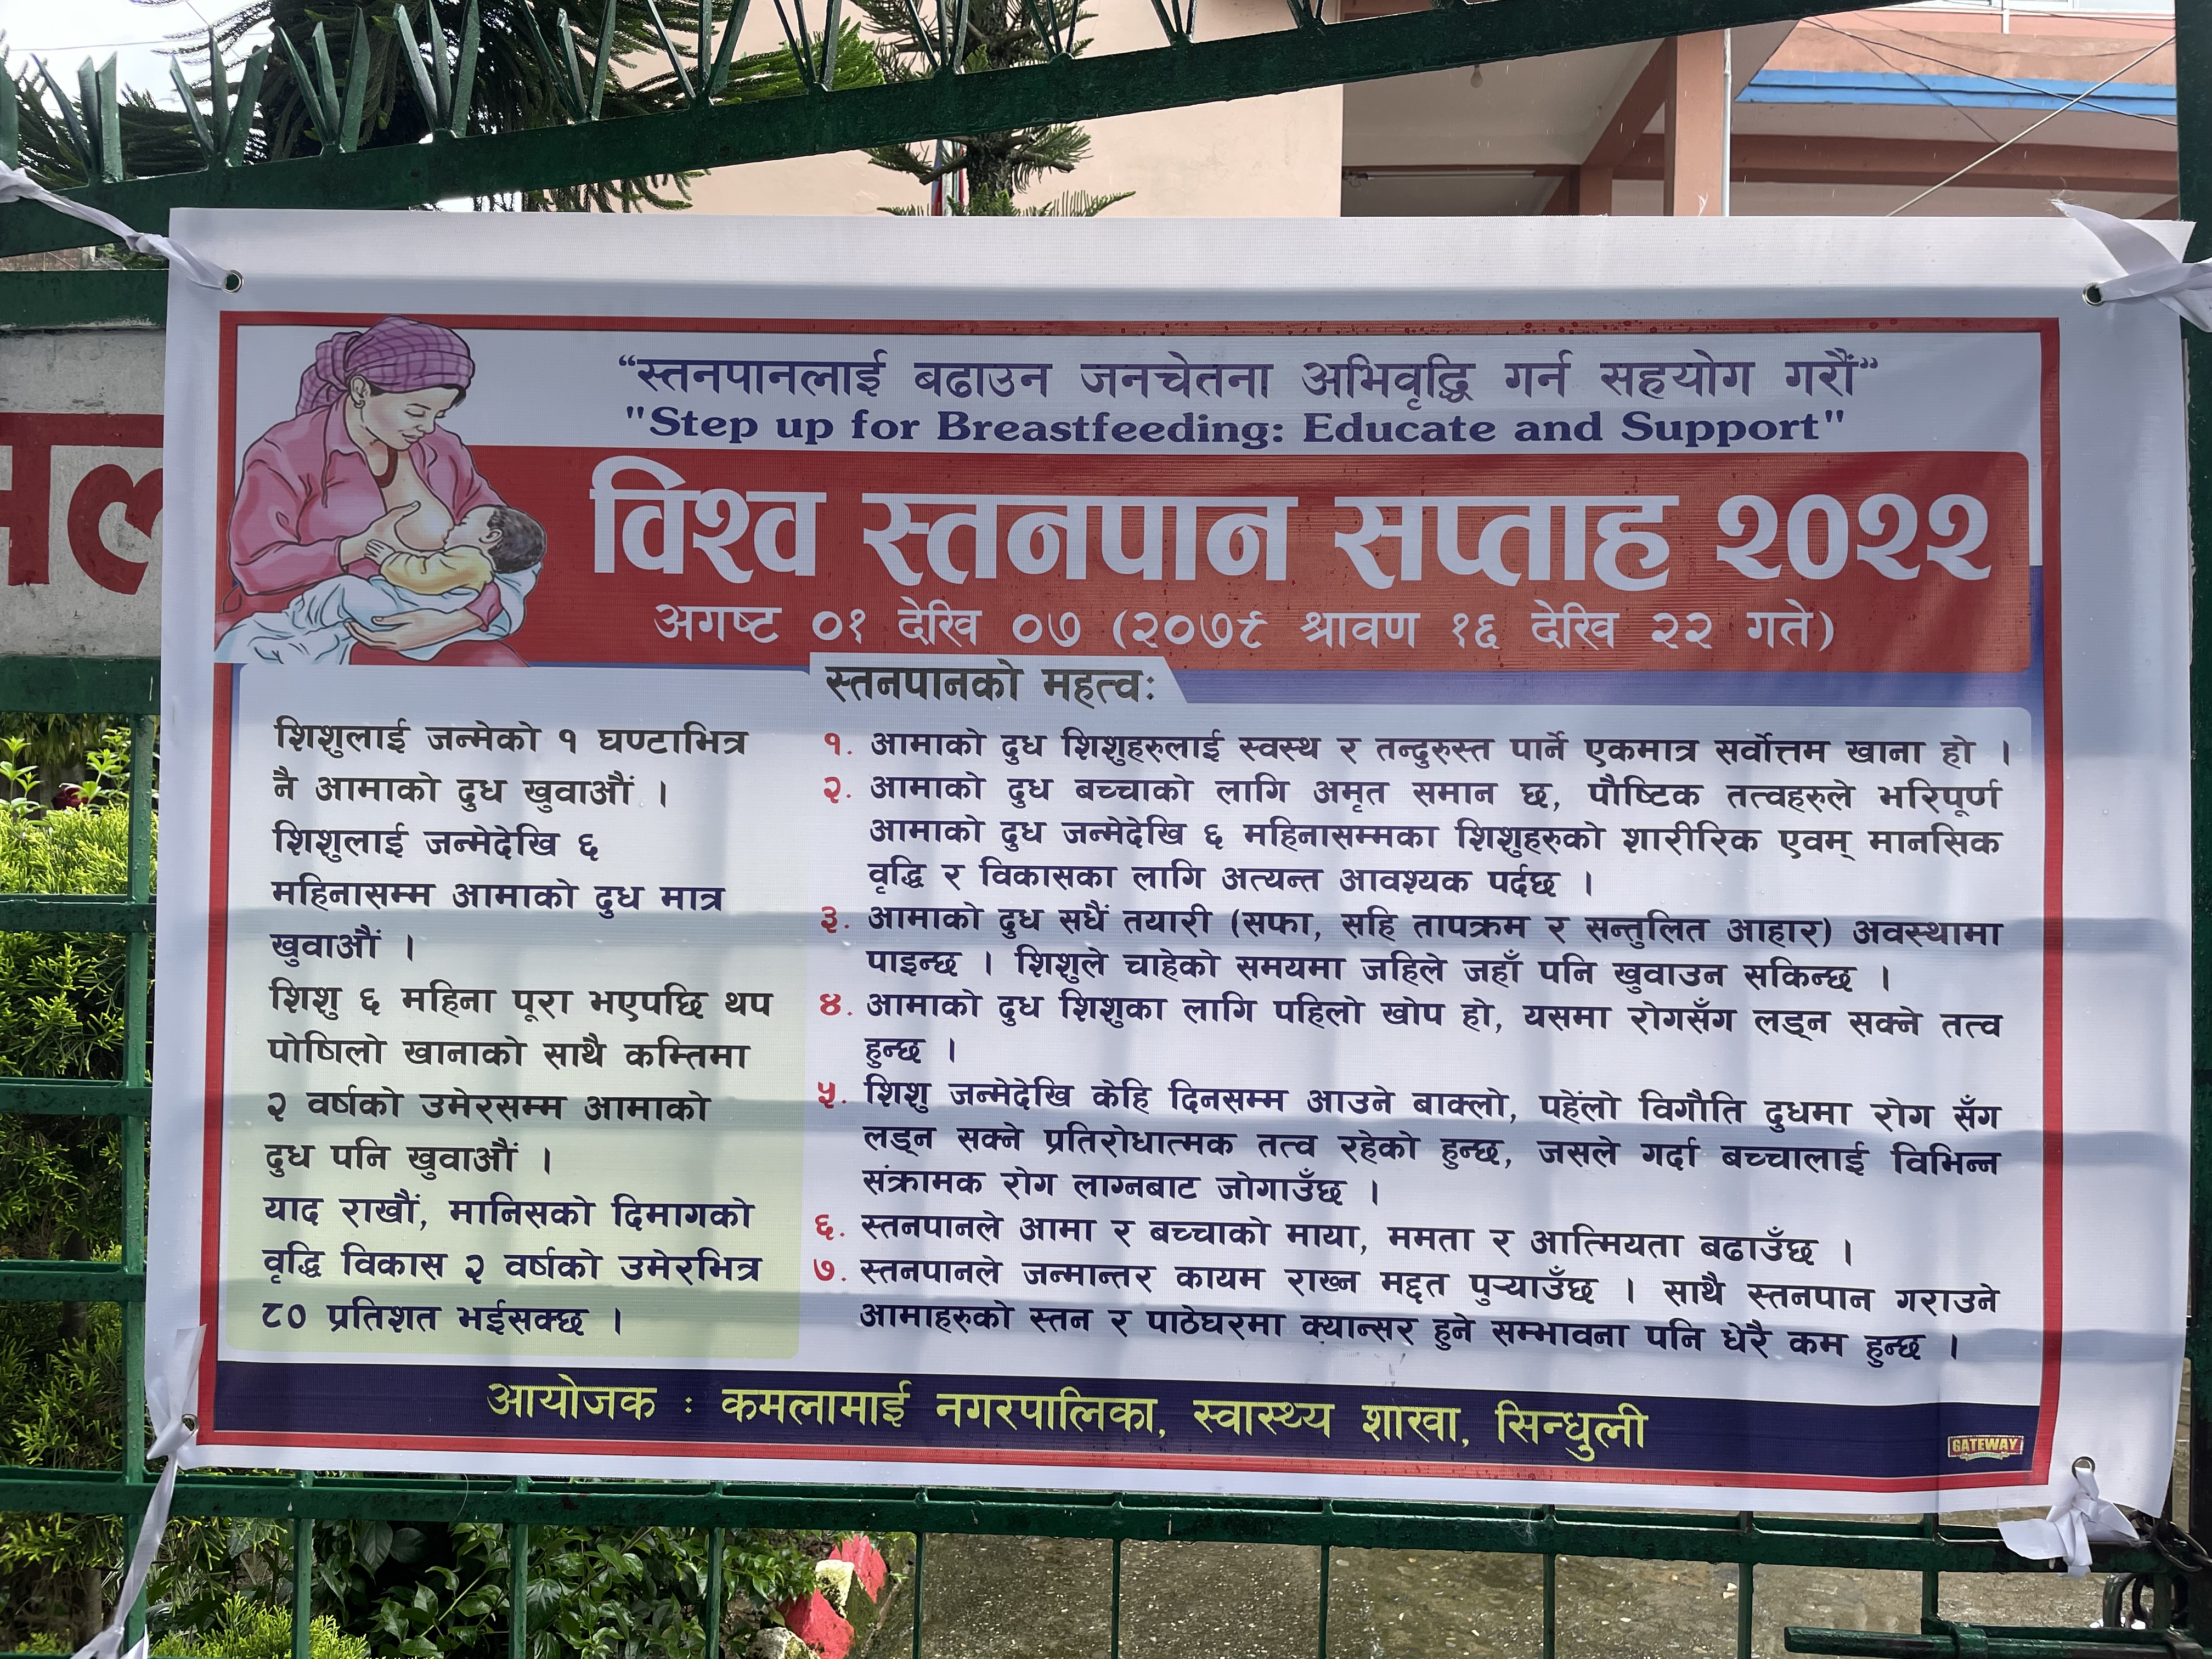 “स्तनपानलाई बढाउन जनचेतना अभिवृद्धि गर्न सहयोग गरौं”
"Step up for Breastfeeding: Educate and Support"
विश्व स्तनपान सप्ताह २०२२
अगष्ट ०१ देखि ०७ (२०७९ श्रावण १६ देखि २२ गते)
शिशुलाई जन्मेको १ घण्टाभित्र
नै आमाको दुध खुवाऔं ।
शिशुलाई जन्मेदेखि ६
महिनासम्म आमाको दुध मात्र
खुवाऔं ।
शिशु ६ महिना पूरा भएपछि थप
पोषिलो खानाको साथै कम्तिमा
२ वर्षको उमेरसम्म आमाको
दुध पनि खुवाऔं ।
याद राखौं, मानिसको दिमागको
वृद्धि विकास २ वर्षको उमेरभित्र
८० प्रतिशत भईसक्छ ।
स्तनपानको महत्वः
१. आमाको दुध शिशुहरुलाई स्वस्थ र तन्दुरुस्त पार्ने एकमात्र सर्वोत्तम खाना हो ।
२. आमाको दुध बच्चाको लागि अमृत समान छ, पौष्टिक तत्वहरुले भरिपूर्ण
आमाको दुध जन्मेदेखि ६ महिनासम्मका शिशुहरुको शारीरिक एवम् मानसिक
वृद्धि र विकासका लागि अत्यन्त आवश्यक पर्दछ ।
३. आमाको दुध सधैं तयारी (सफा, सहि तापक्रम र सन्तुलित आहार) अवस्थामा
पाइन्छ । शिशुले चाहेको समयमा जहिले जहाँ पनि खुवाउन सकिन्छ ।
४. आमाको दुध शिशुका लागि पहिलो खोप हो, यसमा रोगसँग लड्न सक्ने तत्व
हुन्छ ।
५. शिशु जन्मेदेखि केहि दिनसम्म आउने बाक्लो, पहेंलो विगौति दुधमा रोग सँग
लड्न सक्ने प्रतिरोधात्मक तत्व रहेको हुन्छ, जसले गर्दा बच्चालाई विभिन्न
संक्रामक रोग लाग्नबाट जोगाउँछ ।
६. स्तनपानले आमा र बच्चाको माया, ममता र आत्मियता बढाउँछ ।
७. स्तनपानले जन्मान्तर कायम राख्न मद्दत पुऱ्याउँछ । साथै स्तनपान गराउने
आमाहरुको स्तन र पाठेघरमा क्यान्सर हुने सम्भावना पनि धेरै कम हुन्छ ।
आयोजक : कमलामाई नगरपालिका, स्वास्थ्य शाखा, सिन्धुली
GATEWAY